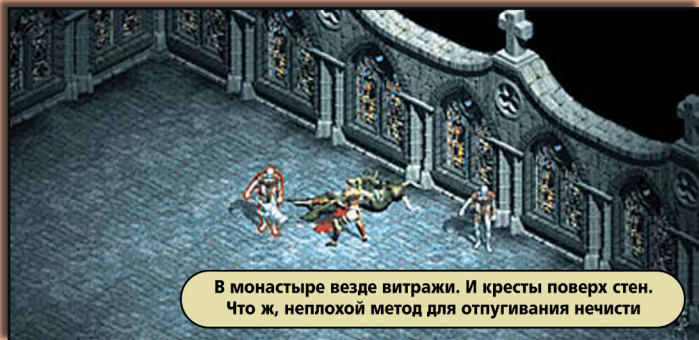 В монастыре везде витражи. И кресты поверх стен.
Что ж, неплохой метод для отпугивания нечисти